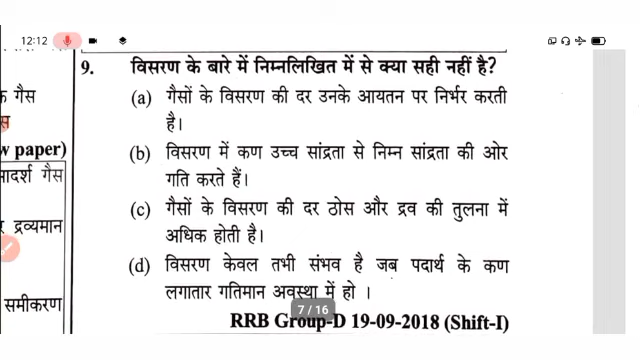 12:12
9. विसरण के बारे में निम्नलिखित में से क्या सही नहीं है?
क गैस
(a) गैसों के विसरण की दर उनके आयतन पर निर्भर करती
है।
w paper)
(b) विसरण में कण उच्च सांद्रता से निम्न सांद्रता की ओर
गति करते हैं।
आदर्श गैस
(c) गैसों के विसरण की दर ठोस और द्रव की तुलना में
द्रव्यमान
अधिक होती है।
(d) विसरण केवल तभी संभव है जब पदार्थ के कण
लगातार गतिमान अवस्था में हो ।
समीकरण
7 / 16
RRB Group-D 19-09-2018 (Shift-I)